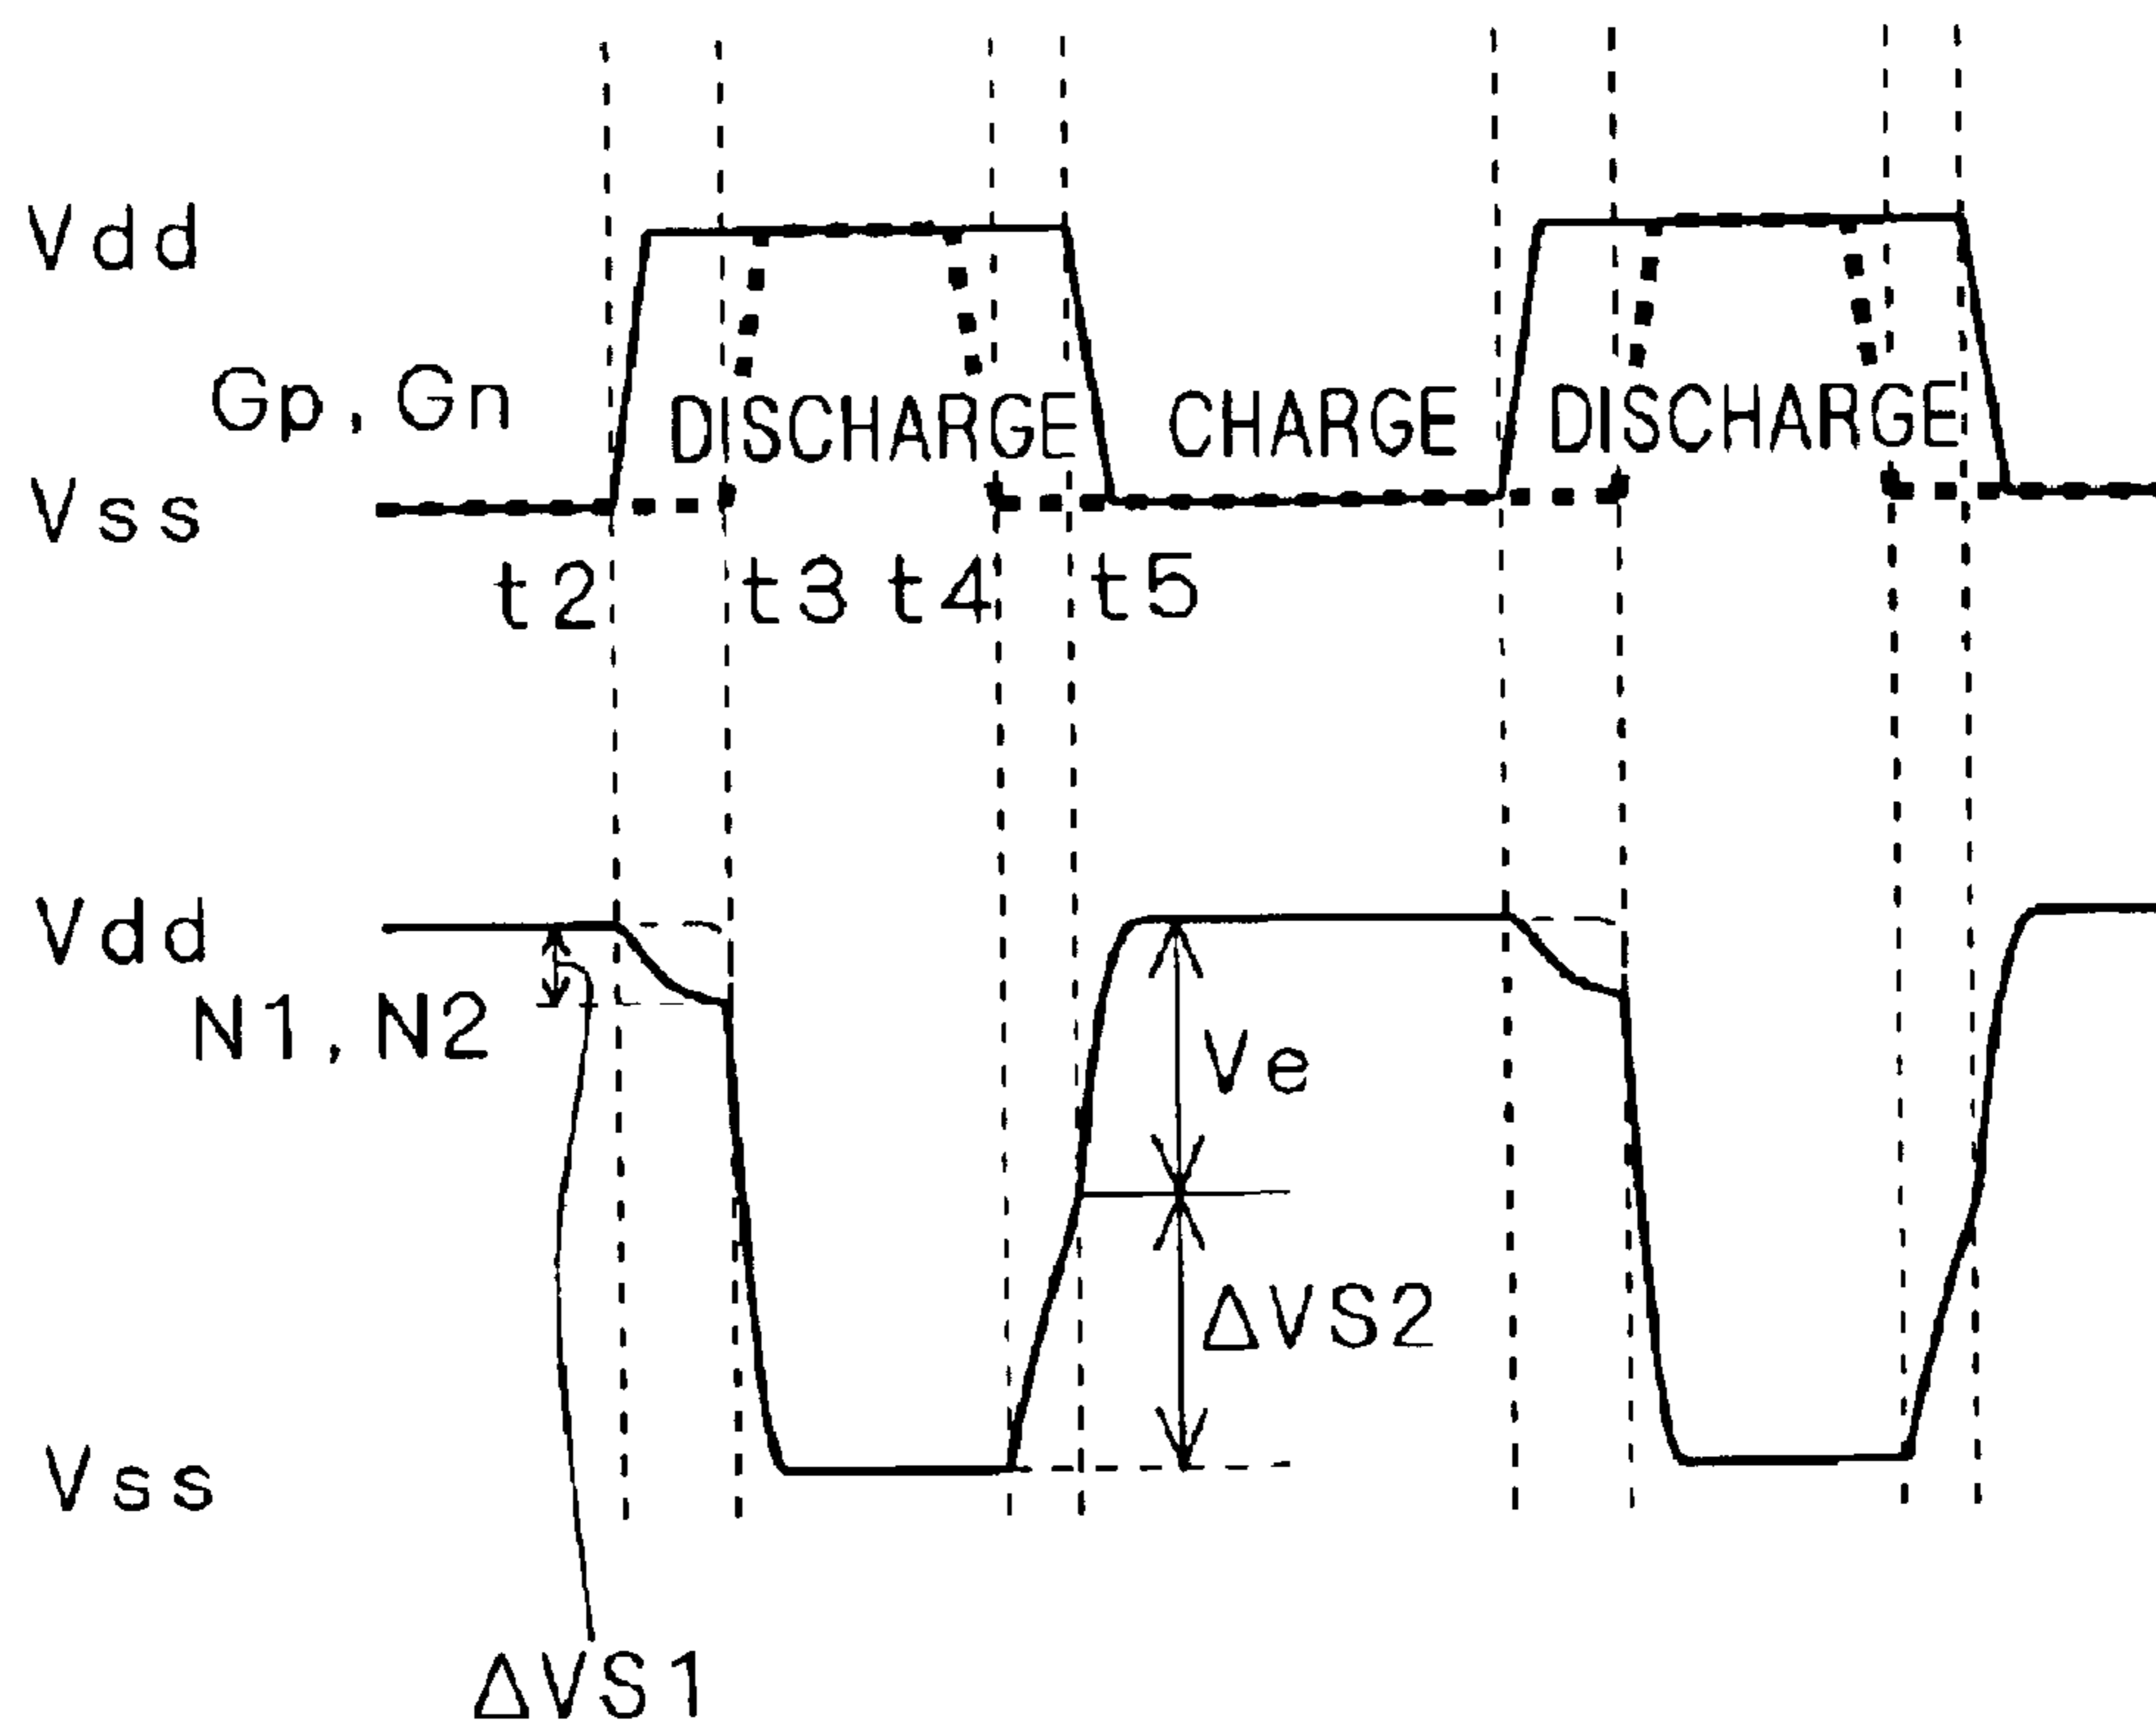 Vdd
Gp, Gn
DISCHARGE CHARGE DISCHARGE
Vss
t2 t3 t4 t5
Vdd
N1, N2
Ve
ΔVS2
Vss
ΔVS1